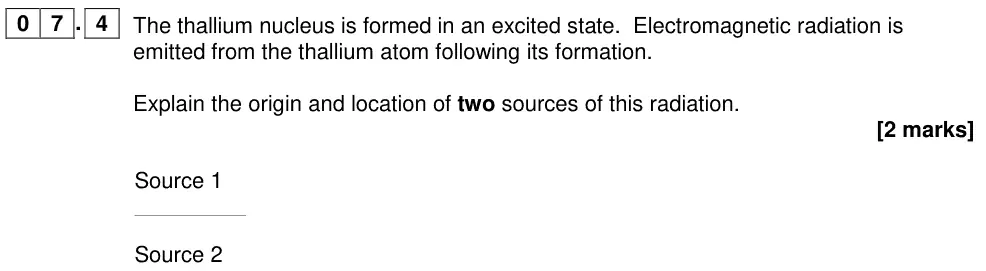 07.4 The thallium nucleus is formed in an excited state. Electromagnetic radiation is
emitted from the thallium atom following its formation.
Explain the origin and location of two sources of this radiation.
[2 marks]
Source 1
Source 2